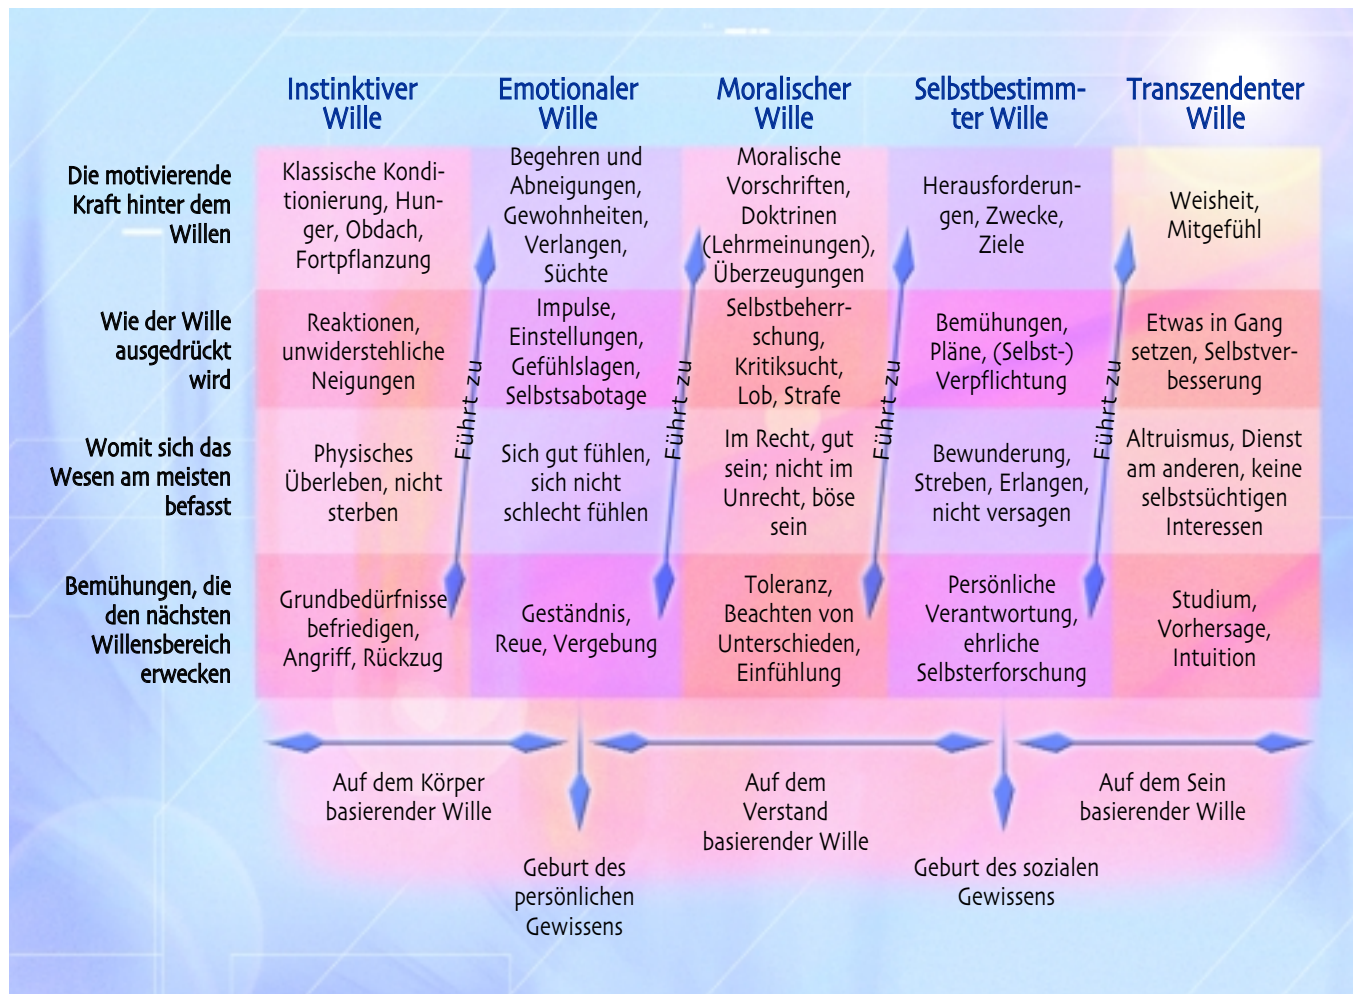 Instinktiver
Wille
Emotionaler
Wille
Moralischer
Wille
Selbstbestimm-
ter Wille
Transzendenter
Wille
Die motivierende
Kraft hinter dem
Willen
Klassische Kondi-
tionierung, Hun-
ger, Obdach,
Fortpflanzung
Begehren und
Abneigungen,
Gewohnheiten,
Verlangen,
Süchte
Moralische
Vorschriften,
Doktrinen
(Lehrmeinungen),
Überzeugungen
Herausforderun-
gen, Zwecke,
Ziele
Weisheit,
Mitgefühl
Wie der Wille
ausgedrückt
wird
Reaktionen,
unwiderstehliche
Neigungen
Impulse,
Einstellungen,
Gefühlslagen,
Selbstsabotage
Selbstbeherr-
schung,
Kritiksucht,
Lob, Strafe
Bemühungen,
Pläne, (Selbst-)
Verpflichtung
Etwas in Gang
setzen, Selbstver-
besserung
Führt zu
Führt zu
Führt zu
Führt zu
Womit sich das
Wesen am meisten
befasst
Physisches
Überleben, nicht
sterben
Sich gut fühlen,
sich nicht
schlecht fühlen
Im Recht, gut
sein; nicht im
Unrecht, böse
sein
Bewunderung,
Streben, Erlangen,
nicht versagen
Altruismus, Dienst
am anderen, keine
selbstsüchtigen
Interessen
Bemühungen, die
den nächsten
Willensbereich
erwecken
Grundbedürfnisse
befriedigen,
Angriff, Rückzug
Geständnis,
Reue, Vergebung
Toleranz,
Beachten von
Unterschieden,
Einfühlung
Persönliche
Verantwortung,
ehrliche
Selbsterforschung
Studium,
Vorhersage,
Intuition
Auf dem Körper
basierender Wille
Auf dem
Verstand
basierender Wille
Auf dem Sein
basierender Wille
Geburt des
persönlichen
Gewissens
Geburt des sozialen
Gewissens